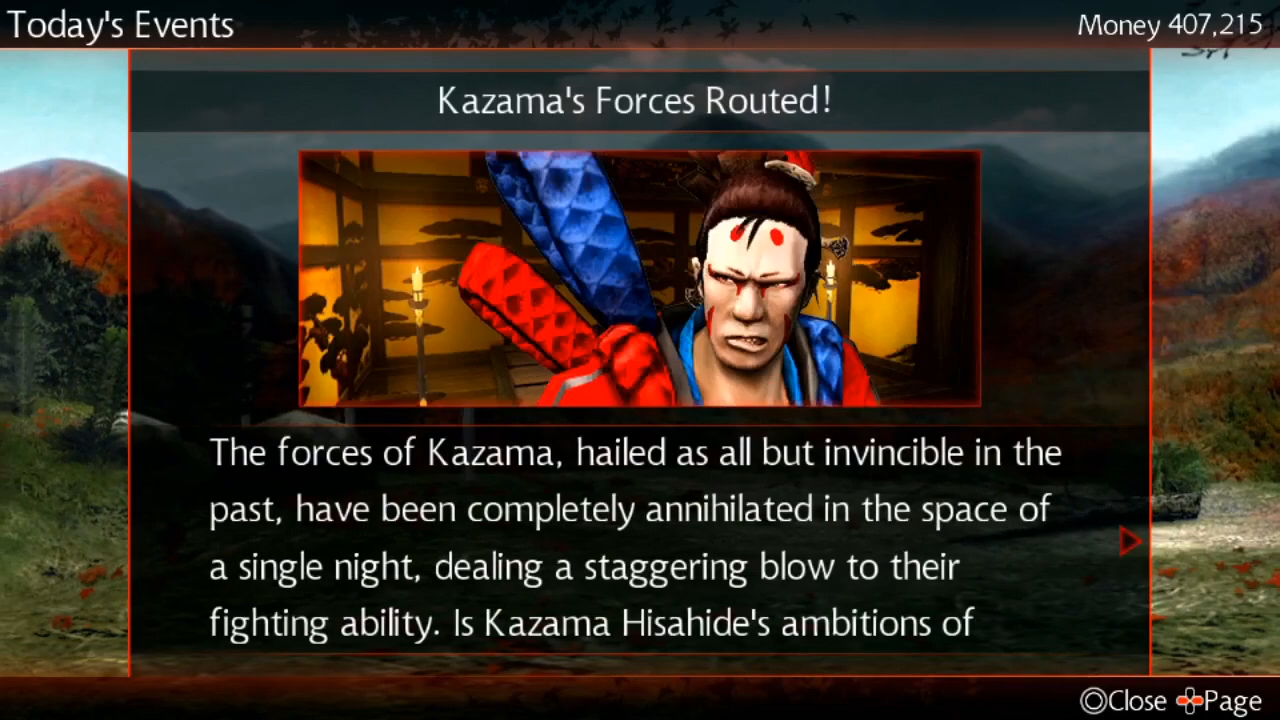 Today's Events
Money 407,215
Kazama's Forces Routed!
The forces of Kazama, hailed as all but invincible in the
past, have been completely annihilated in the space of
a single night, dealing a staggering blow to their
fighting ability. Is Kazama Hisahide's ambitions of
Close Page